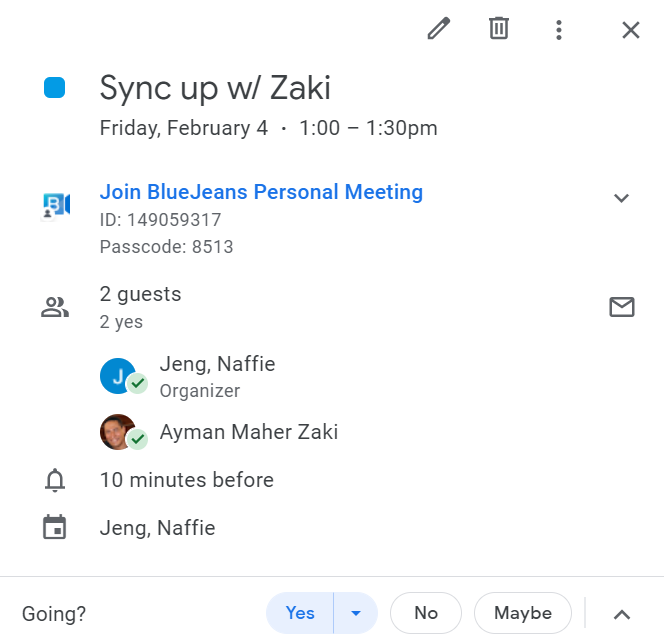 Sync up w/ Zaki
Friday, February 4 · 1:00 – 1:30pm
Join BlueJeans Personal Meeting
ID: 149059317
Passcode: 8513
2 guests
2 yes
J
Jeng, Naffie
Organizer
Ayman Maher Zaki
10 minutes before
Jeng, Naffie
Going? Yes No Maybe